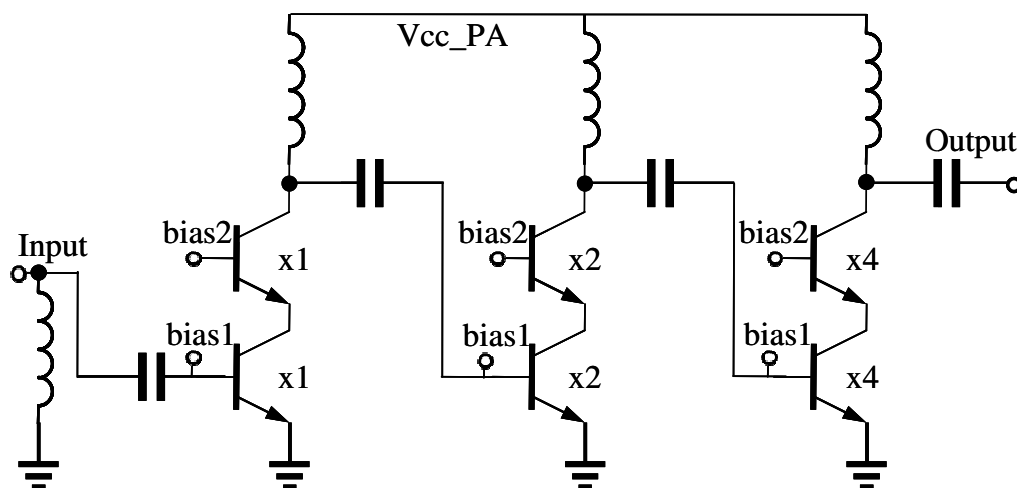 Vcc_PA
Output
Input
bias2
x1
bias2
x2
bias2
x4
bias1
x1
bias1
x2
bias1
x4